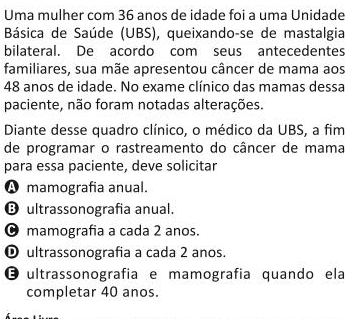 Uma mulher com 36 anos de idade foi a uma Unidade
Básica de Saúde (UBS), queixando-se de mastalgia
bilateral. De acordo com seus antecedentes
familiares, sua mãe apresentou câncer de mama aos
48 anos de idade. No exame clínico das mamas dessa
paciente, não foram notadas alterações.
Diante desse quadro clínico, o médico da UBS, a fim
de programar o rastreamento do câncer de mama
para essa paciente, deve solicitar
A mamografia anual.
B ultrassonografia anual.
C mamografia a cada 2 anos.
D ultrassonografia a cada 2 anos.
E ultrassonografia e mamografia quando ela
completar 40 anos.